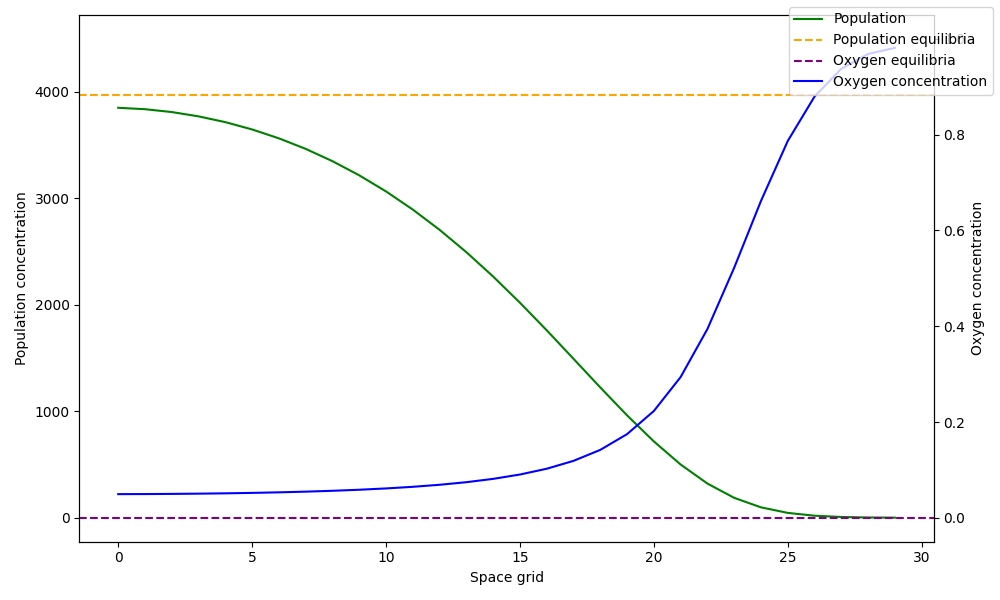 Population
Population equilibria
Oxygen equilibria
Oxygen concentration
Population concentration
4000
3000
2000
1000
0
0.8
0.6
0.4
0.2
0.0
Oxygen concentration
0
5
10
15
20
25
30
Space grid